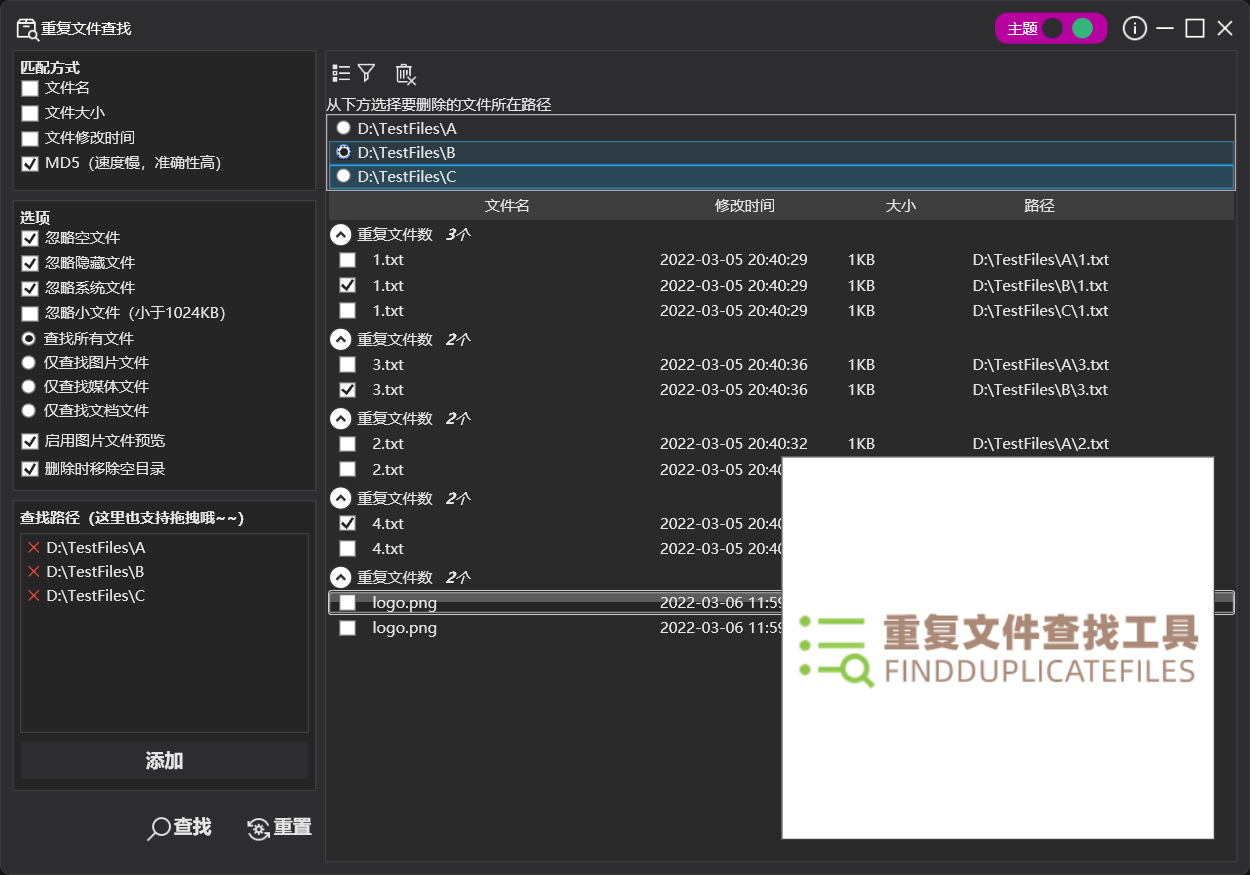 重复文件查找
主题
匹配方式
文件名
文件大小
文件修改时间
MD5（速度慢，准确性高）
选项
忽略空文件
忽略隐藏文件
忽略系统文件
忽略小文件（小于1024KB）
查找所有文件
仅查找图片文件
仅查找媒体文件
仅查找文档文件
启用图片文件预览
删除时移除空目录
查找路径（这里也支持拖拽哦~~）
D:\TestFiles\A
D:\TestFiles\B
D:\TestFiles\C
添加
查找 重置
从下方选择要删除的文件所在路径
D:\TestFiles\A
D:\TestFiles\B
D:\TestFiles\C
文件名 修改时间 大小 路径
重复文件数 3个
1.txt 2022-03-05 20:40:29 1KB D:\TestFiles\A\1.txt
1.txt 2022-03-05 20:40:29 1KB D:\TestFiles\B\1.txt
1.txt 2022-03-05 20:40:29 1KB D:\TestFiles\C\1.txt
重复文件数 2个
3.txt 2022-03-05 20:40:36 1KB D:\TestFiles\A\3.txt
3.txt 2022-03-05 20:40:36 1KB D:\TestFiles\B\3.txt
重复文件数 2个
2.txt 2022-03-05 20:40:32 1KB D:\TestFiles\A\2.txt
2.txt 2022-03-05 20:40
重复文件数 2个
4.txt 2022-03-05 20:40
4.txt 2022-03-05 20:40
重复文件数 2个
logo.png 2022-03-06 11:59
logo.png 2022-03-06 11:59
重复文件查找工具
FINDDUPLICATEFILES